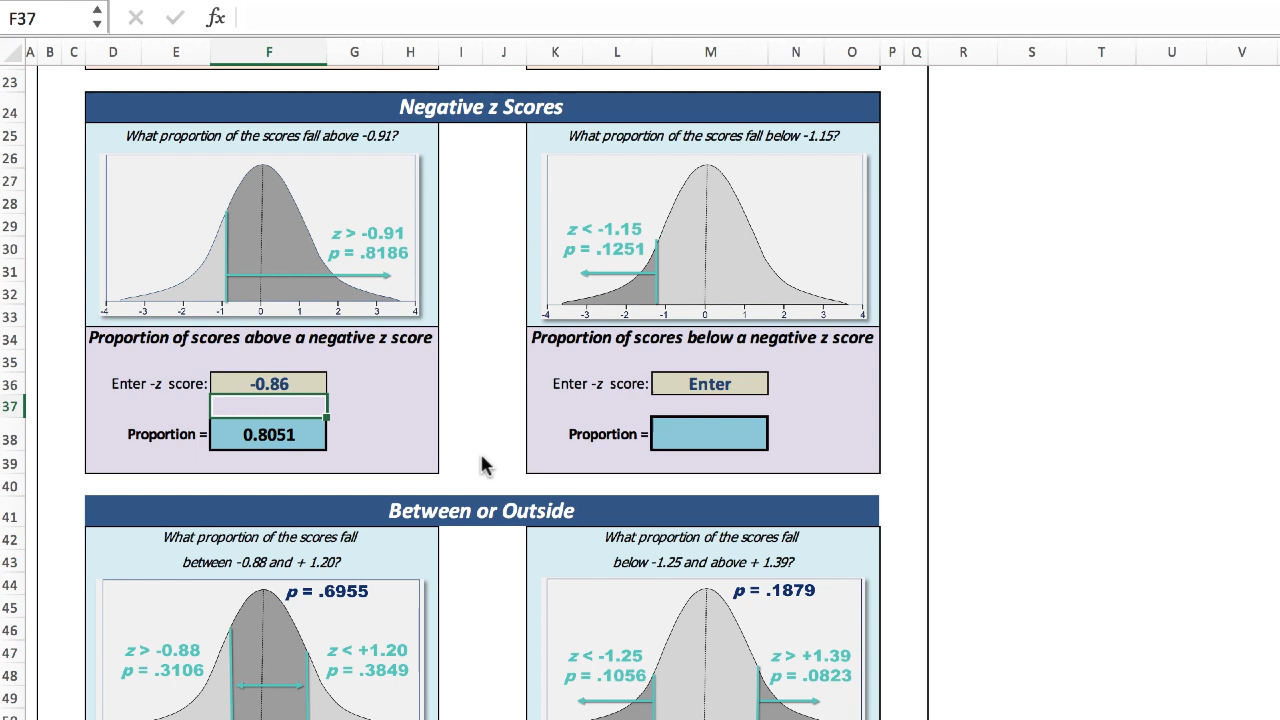 F37
fx
A B C D E F G H I J K L M N O P Q R S T U V
23
24 Negative z Scores
25 What proportion of the scores fall above -0.91? What proportion of the scores fall below -1.15?
26
27
28
29 z > -0.91 z < -1.15
30 p = .8186 p = .1251
31
32
33 -4 -3 -2 -1 0 1 2 3 4 -4 -3 -2 -1 0 1 2 3 4
34 Proportion of scores above a negative z score Proportion of scores below a negative z score
35
36 Enter -z score: -0.86 Enter -z score: Enter
37
38 Proportion = 0.8051 Proportion =
39
40
41 Between or Outside
42 What proportion of the scores fall What proportion of the scores fall
43 between -0.88 and + 1.20? below -1.25 and above + 1.39?
44 p = .6955 p = .1879
45
46
47 z > -0.88 z < +1.20 z < -1.25 z > +1.39
48 p = .3106 p = .3849 p = .1056 p = .0823
49